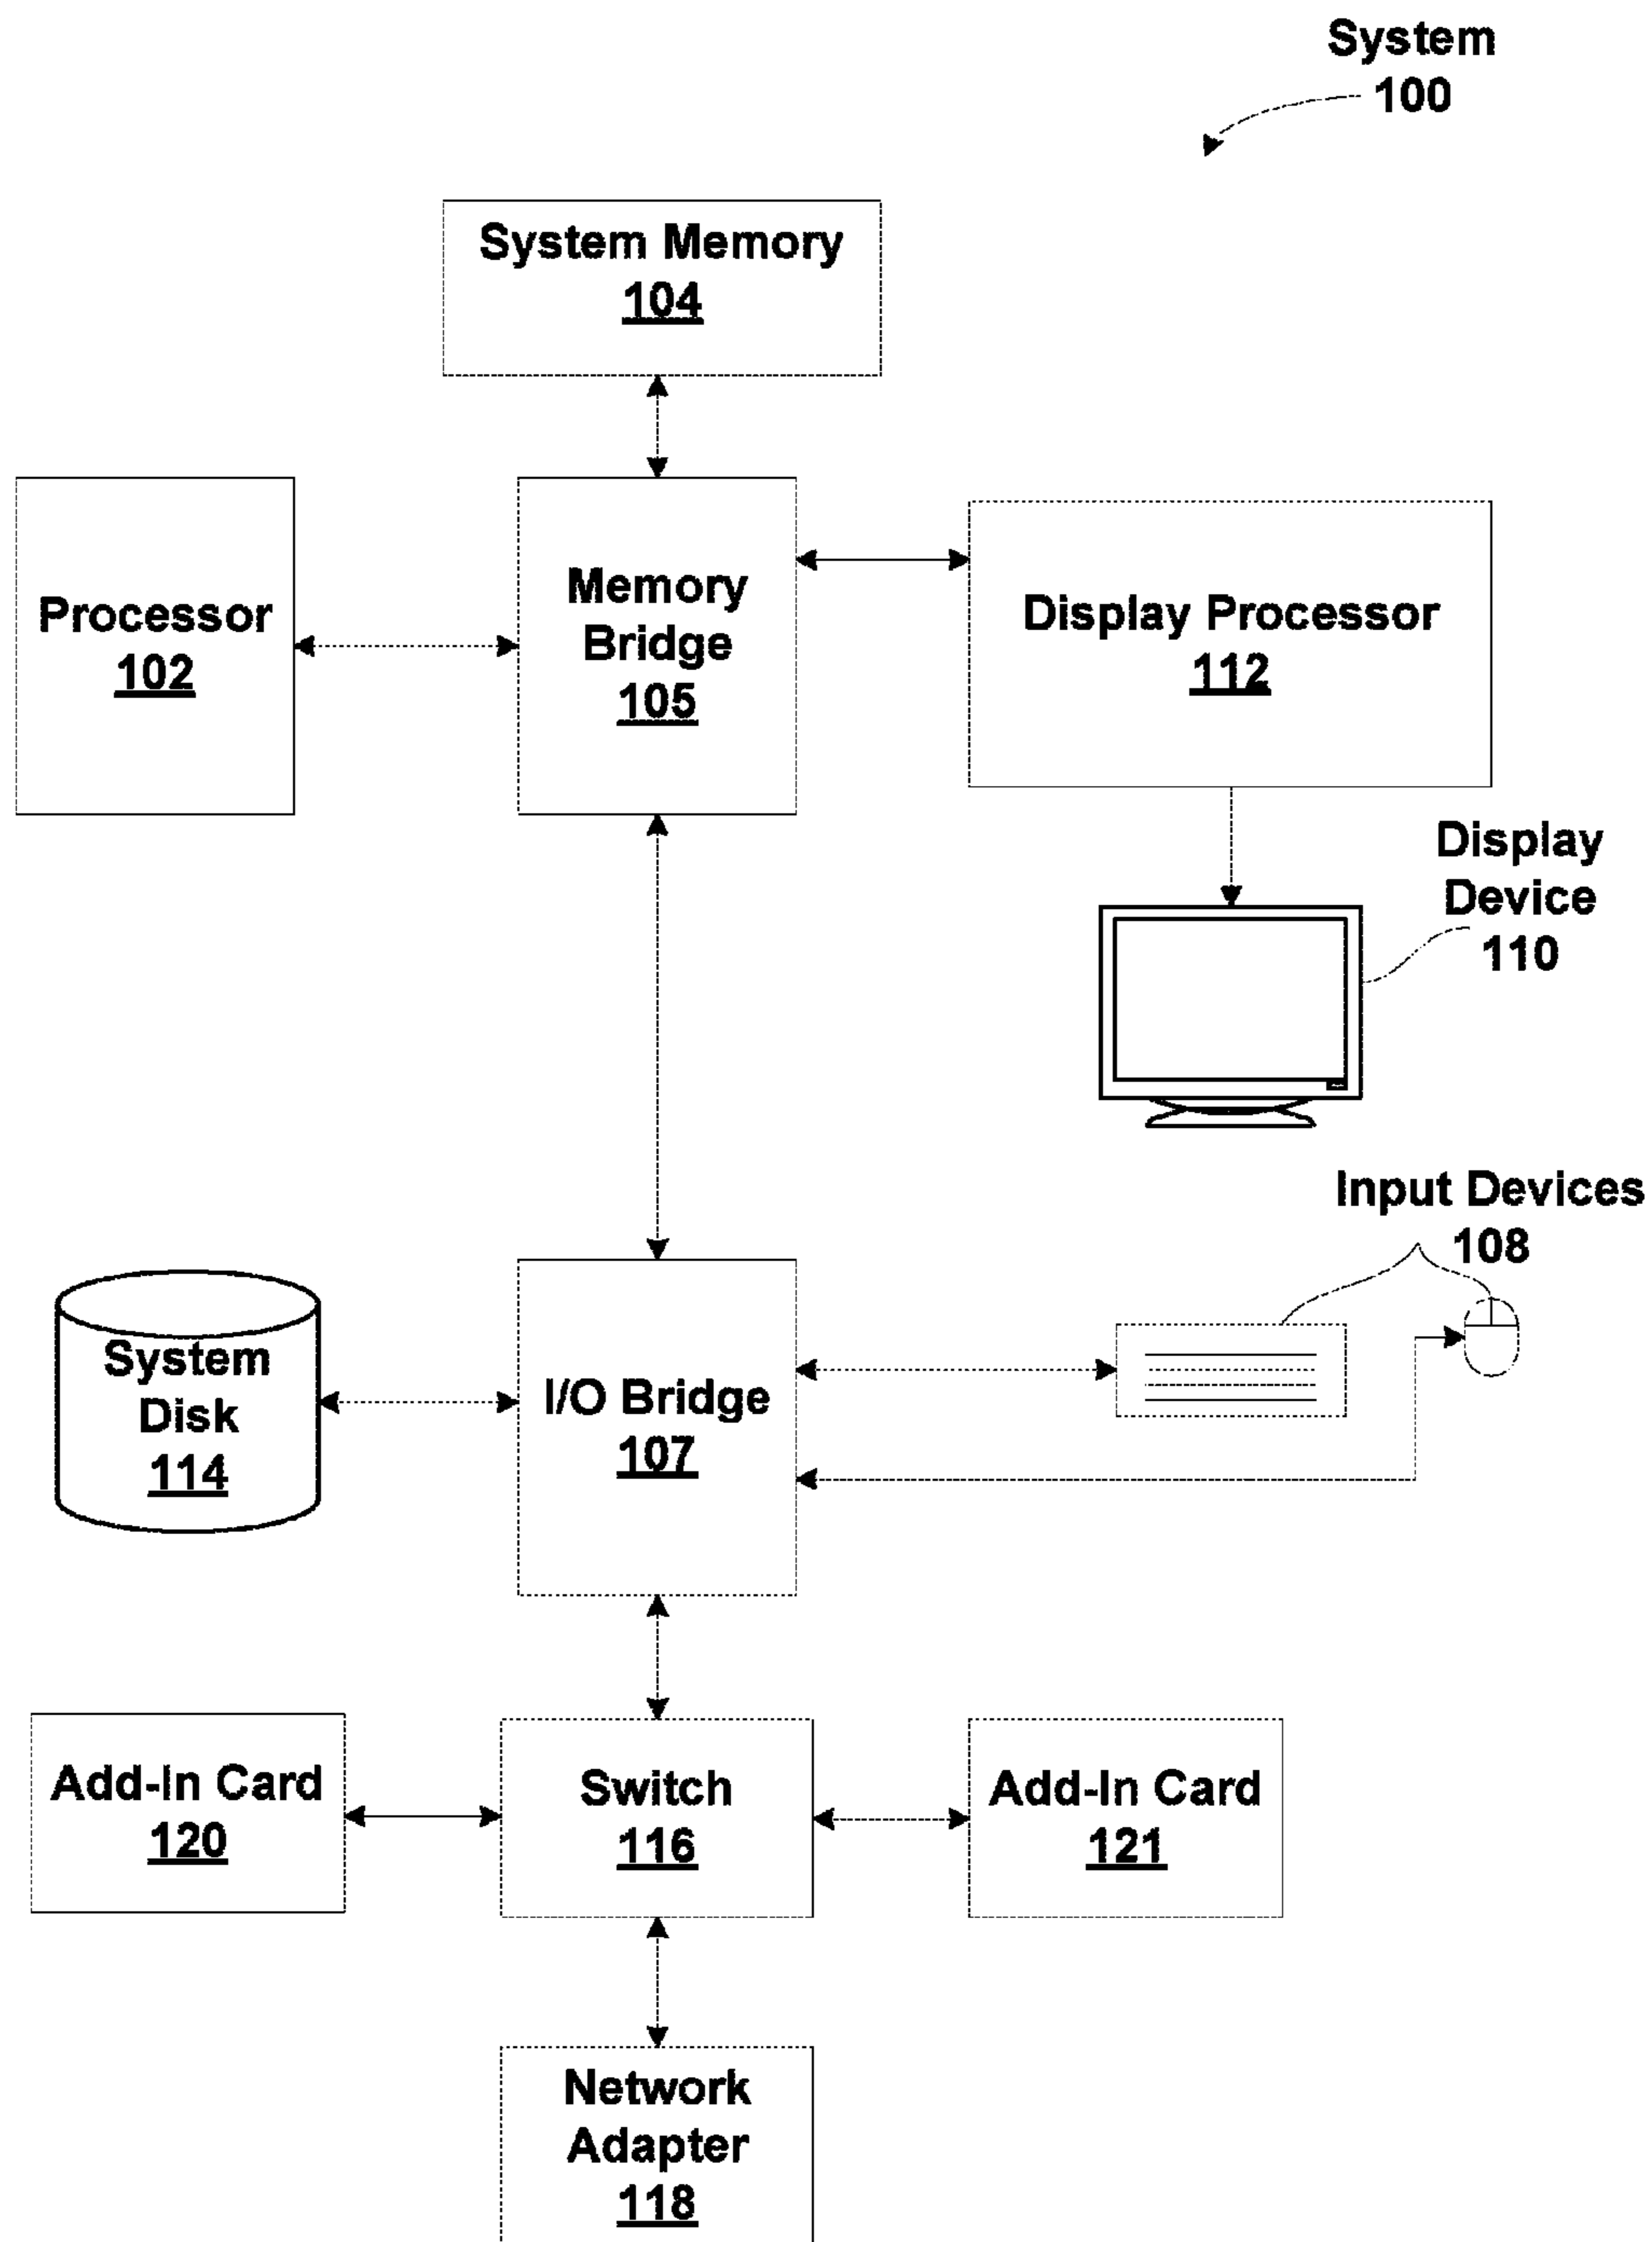 System
100
System Memory
104
Processor
102
Memory
Bridge
105
Display Processor
112
Display
Device
110
Input Devices
108
System
Disk
114
I/O Bridge
107
Add-In Card
120
Switch
116
Add-In Card
121
Network
Adapter
118